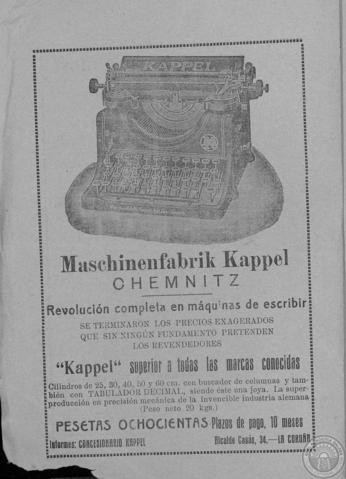 KAPPEL
Maschinenfabrik Kappel
CHEMNITZ
Revolución completa en máquinas de escribir
SE TERMINARON LOS PRECIOS EXAGERADOS
QUE SIN NINGÚN FUNDAMENTO PRETENDEN
LOS REVENDEDORES
"Kappel" superior a todas las marcas conocidas
Cilindros de 25, 30, 40, 50 y 60 cm. con buscador de columnas y tam-
bién con TABULADOR DECIMAL, siendo este una joya. La super-
producción en precisión mecánica de la invencible industria alemana
(Peso neto 20 kgs.)
PESETAS OCHOCIENTAS Plazos de pago, 10 meses
Informes: CONCESIONARIO KAPPEL Ricaldo Casás, 34,—LA CORUÑA